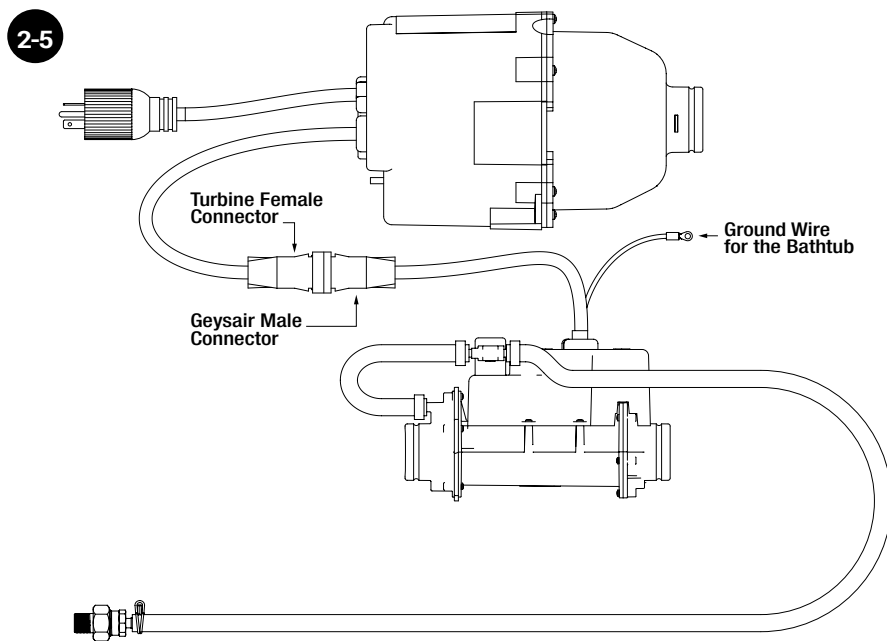 2-5
Turbine Female
Connector
Ground Wire
for the Bathtub
Geysair Male
Connector